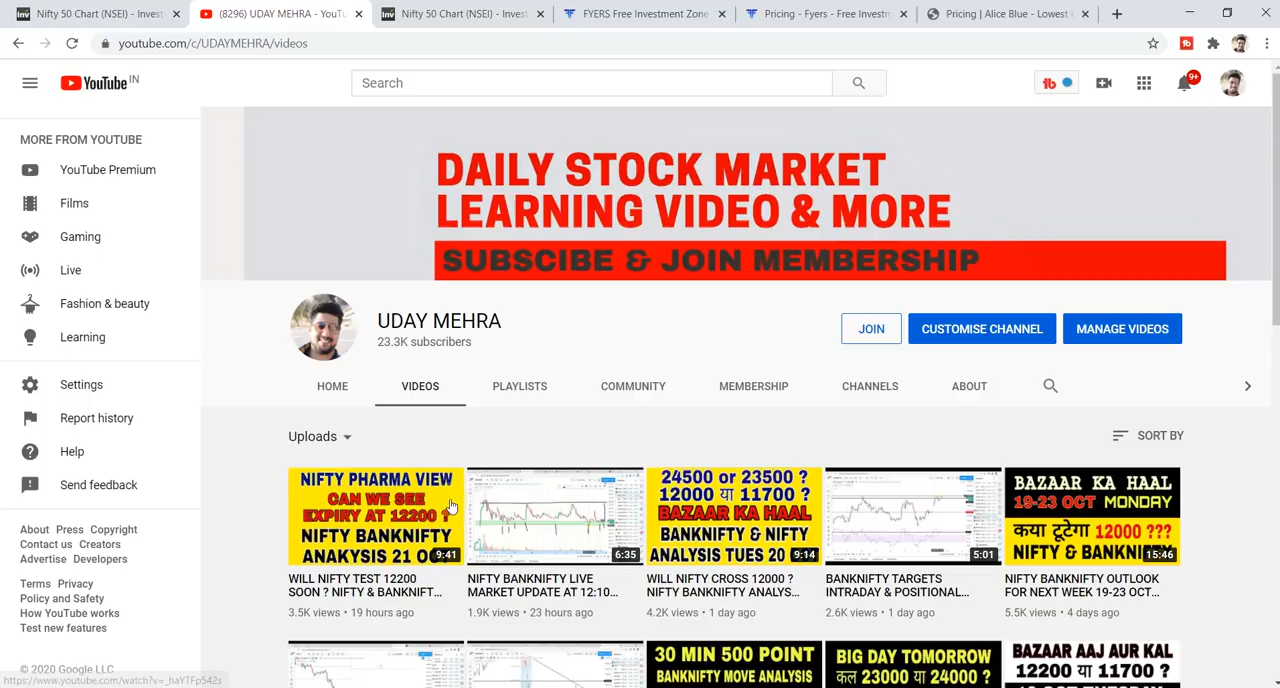 Nifty 50 Chart (NSEI) - Invest
(8296) UDAY MEHRA - YouTu
Nifty 50 Chart (NSEI) - Invest
FYERS Free Investment Zone
Pricing - Fyers - Free Investm
Pricing | Alice Blue - Lowest
youtube.com/c/UDAYMEHRA/videos
YouTube IN
Search
9+
MORE FROM YOUTUBE
YouTube Premium
Films
Gaming
Live
Fashion & beauty
Learning
Settings
Report history
Help
Send feedback
About Press Copyright
Contact us Creators
Advertise Developers
Terms Privacy
Policy and Safety
How YouTube works
Test new features
© 2020 Google LLC
DAILY STOCK MARKET
LEARNING VIDEO & MORE
SUBSCIBE & JOIN MEMBERSHIP
UDAY MEHRA
23.3K subscribers
JOIN
CUSTOMISE CHANNEL
MANAGE VIDEOS
HOME
VIDEOS
PLAYLISTS
COMMUNITY
MEMBERSHIP
CHANNELS
ABOUT
Uploads
SORT BY
NIFTY PHARMA VIEW
CAN WE SEE
EXPIRY AT 12200 ?
NIFTY BANKNIFTY
ANAKYSIS 21 O
9:41
WILL NIFTY TEST 12200
SOON ? NIFTY & BANKNIFT...
3.5K views • 19 hours ago
6:35
NIFTY BANKNIFTY LIVE
MARKET UPDATE AT 12:10...
1.9K views • 23 hours ago
24500 or 23500 ?
12000 या 11700 ?
BAZAAR KA HAAL
BANKNIFTY & NIFTY
ANALYSIS TUES 20
9:14
WILL NIFTY CROSS 12000 ?
NIFTY BANKNIFTY ANALYS...
4.2K views • 1 day ago
5:01
BANKNIFTY TARGETS
INTRADAY & POSITIONAL...
2.6K views • 1 day ago
BAZAAR KA HAAL
19-23 OCT MONDAY
क्या टूटेगा 12000 ???
NIFTY & BANKN
15:46
NIFTY BANKNIFTY OUTLOOK
FOR NEXT WEEK 19-23 OCT...
5.5K views • 4 days ago
30 MIN 500 POINT
BANKNIFTY MOVE ANALYSIS
BIG DAY TOMORROW
कल 23000 या 24000 ?
BAZAAR AAJ AUR KAL
12200 या 11700 ?